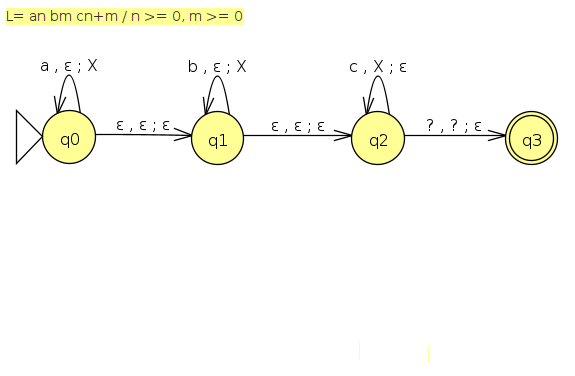 L= an bm cn+m / n >= 0, m >= 0
a , ε ; X
b , ε ; X
c , X ; ε
ε , ε ; ε
ε , ε ; ε
? , ? ; ε
q0
q1
q2
q3